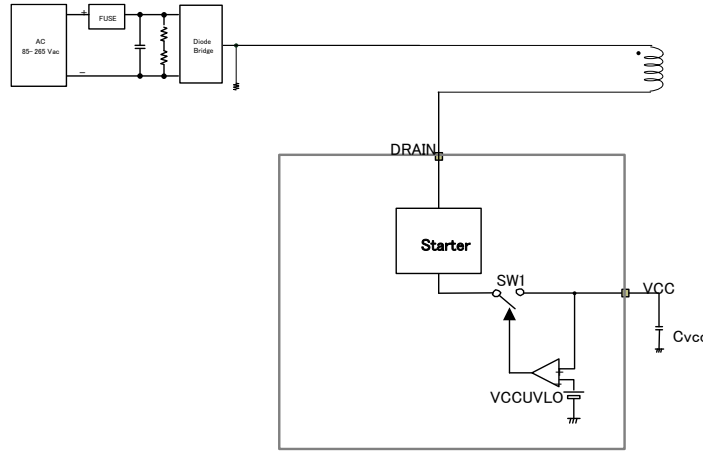 AC
85-265 Vac
+
FUSE
−
Diode
Bridge
DRAIN
Starter
SW1
VCC
Cvcc
+
VCCUVLO